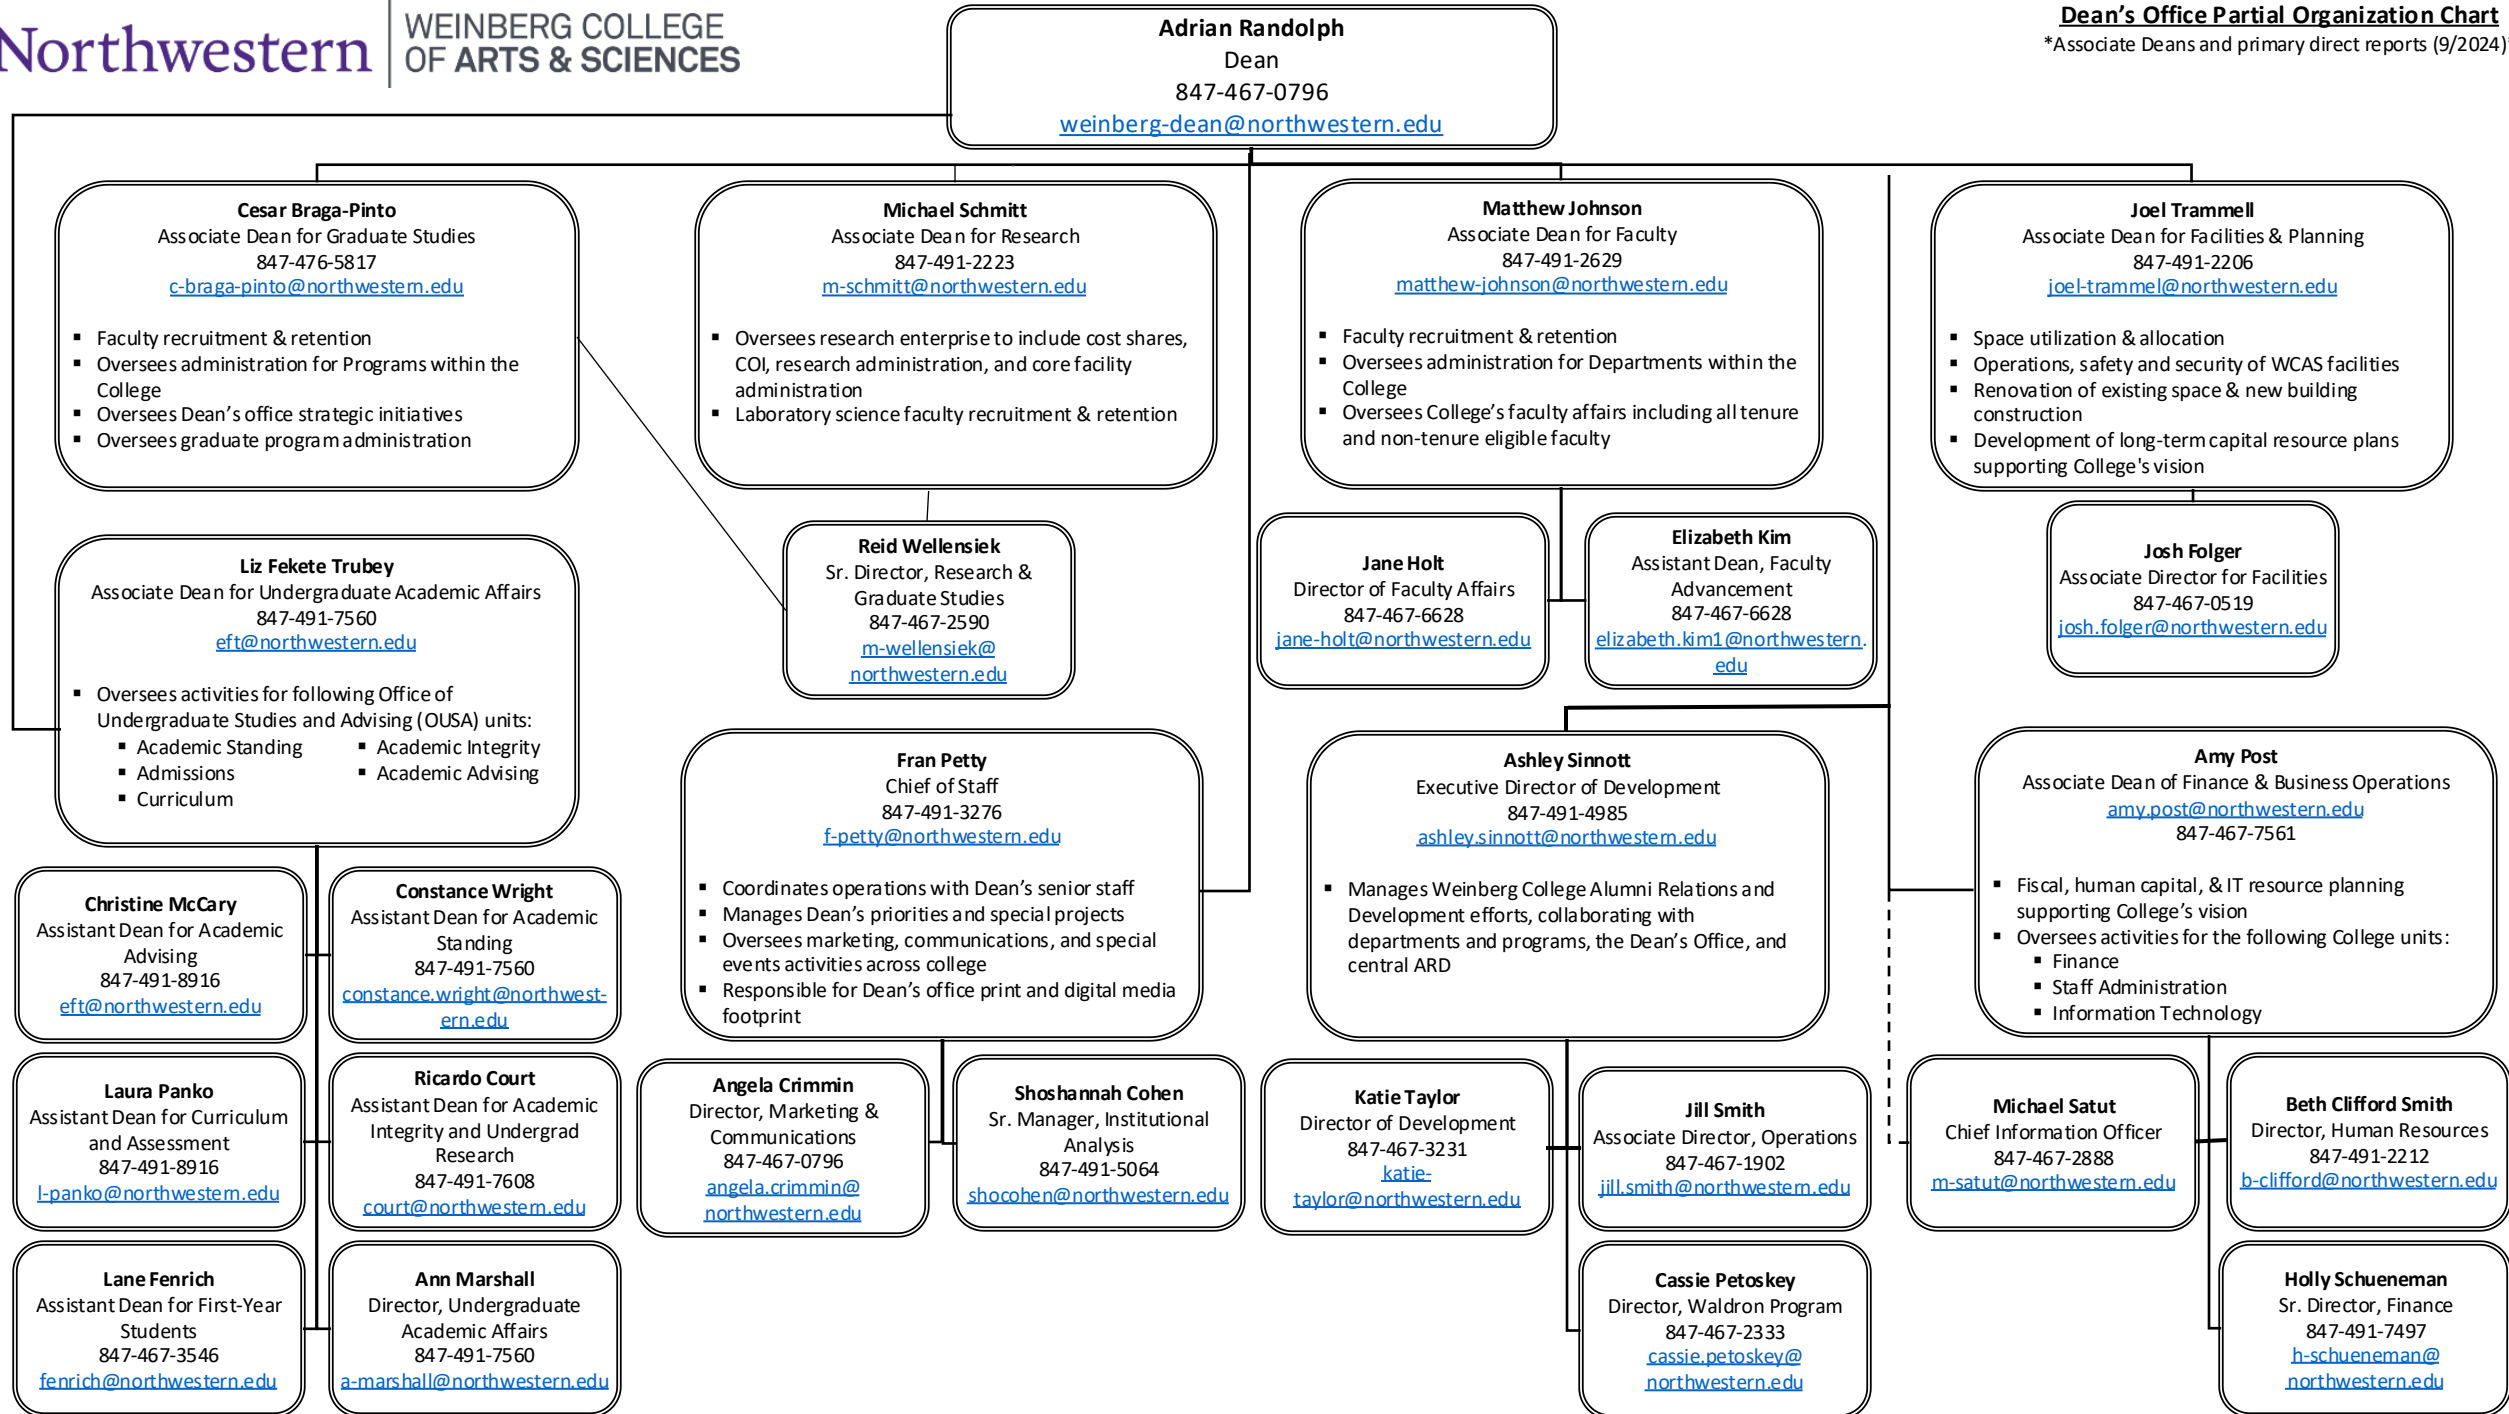 Northwestern
WEINBERG COLLEGE
OF ARTS & SCIENCES
Dean's Office Partial Organization Chart
*Associate Deans and primary direct reports (9/2024)*
Adrian Randolph
Dean
847-467-0796
weinberg-dean@northwestern.edu
Cesar Braga-Pinto
Associate Dean for Graduate Studies
847-476-5817
c-braga-pinto@northwestern.edu
▪ Faculty recruitment & retention
▪ Oversees administration for Programs within the
College
▪ Oversees Dean's office strategic initiatives
▪ Oversees graduate program administration
Michael Schmitt
Associate Dean for Research
847-491-2223
m-schmitt@northwestern.edu
▪ Oversees research enterprise to include cost shares,
COI, research administration, and core facility
administration
▪ Laboratory science faculty recruitment & retention
Matthew Johnson
Associate Dean for Faculty
847-491-2629
matthew-johnson@northwestern.edu
▪ Faculty recruitment & retention
▪ Oversees administration for Departments within the
College
▪ Oversees College's faculty affairs including all tenure
and non-tenure eligible faculty
Joel Trammell
Associate Dean for Facilities & Planning
847-491-2206
joel-trammel@northwestern.edu
▪ Space utilization & allocation
▪ Operations, safety and security of WCAS facilities
▪ Renovation of existing space & new building
construction
▪ Development of long-term capital resource plans
supporting College's vision
Liz Fekete Trubey
Associate Dean for Undergraduate Academic Affairs
847-491-7560
eft@northwestern.edu
▪ Oversees activities for following Office of
Undergraduate Studies and Advising (OUSA) units:
▪ Academic Standing
▪ Academic Integrity
▪ Admissions
▪ Academic Advising
▪ Curriculum
Reid Wellensiek
Sr. Director, Research &
Graduate Studies
847-467-2590
m-wellensiek@
northwestern.edu
Jane Holt
Director of Faculty Affairs
847-467-6628
jane-holt@northwestern.edu
Elizabeth Kim
Assistant Dean, Faculty
Advancement
847-467-6628
elizabeth.kim1@northwestern.
edu
Josh Folger
Associate Director for Facilities
847-467-0519
josh.folger@northwestern.edu
Fran Petty
Chief of Staff
847-491-3276
f-petty@northwestern.edu
▪ Coordinates operations with Dean's senior staff
▪ Manages Dean's priorities and special projects
▪ Oversees marketing, communications, and special
events activities across college
▪ Responsible for Dean's office print and digital media
footprint
Ashley Sinnott
Executive Director of Development
847-491-4985
ashley.sinnott@northwestern.edu
▪ Manages Weinberg College Alumni Relations and
Development efforts, collaborating with
departments and programs, the Dean's Office, and
central ARD
Amy Post
Associate Dean of Finance & Business Operations
amy.post@northwestern.edu
847-467-7561
▪ Fiscal, human capital, & IT resource planning
supporting College's vision
▪ Oversees activities for the following College units:
▪ Finance
▪ Staff Administration
▪ Information Technology
Christine McCary
Assistant Dean for Academic
Advising
847-491-8916
eft@northwestern.edu
Constance Wright
Assistant Dean for Academic
Standing
847-491-7560
constance.wright@northwest-
ern.edu
Laura Panko
Assistant Dean for Curriculum
and Assessment
847-491-8916
l-panko@northwestern.edu
Ricardo Court
Assistant Dean for Academic
Integrity and Undergrad
Research
847-491-7608
court@northwestern.edu
Lane Fenrich
Assistant Dean for First-Year
Students
847-467-3546
fenrich@northwestern.edu
Ann Marshall
Director, Undergraduate
Academic Affairs
847-491-7560
a-marshall@northwestern.edu
Angela Crimmin
Director, Marketing &
Communications
847-467-0796
angela.crimmin@
northwestern.edu
Shoshannah Cohen
Sr. Manager, Institutional
Analysis
847-491-5064
shocohen@northwestern.edu
Katie Taylor
Director of Development
847-467-3231
katie-
taylor@northwestern.edu
Jill Smith
Associate Director, Operations
847-467-1902
jill.smith@northwestern.edu
Cassie Petoskey
Director, Waldron Program
847-467-2333
cassie.petoskey@
northwestern.edu
Michael Satut
Chief Information Officer
847-467-2888
m-satut@northwestern.edu
Beth Clifford Smith
Director, Human Resources
847-491-2212
b-clifford@northwestern.edu
Holly Schueneman
Sr. Director, Finance
847-491-7497
h-schueneman@
northwestern.edu